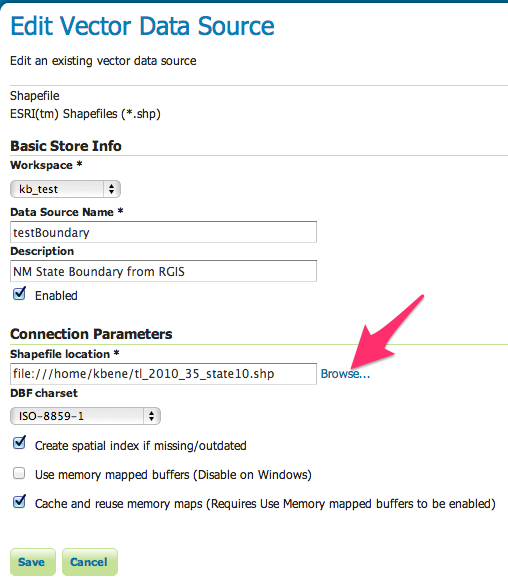 Edit Vector Data Source
Edit an existing vector data source
Shapefile
ESRI(tm) Shapefiles (*.shp)
Basic Store Info
Workspace *
kb_test
Data Source Name *
testBoundary
Description
NM State Boundary from RGIS
Enabled
Connection Parameters
Shapefile location *
file:///home/kbene/tl_2010_35_state10.shp Browse...
DBF charset
ISO-8859-1
Create spatial index if missing/outdated
Use memory mapped buffers (Disable on Windows)
Cache and reuse memory maps (Requires Use Memory mapped buffers to be enabled)
Save Cancel